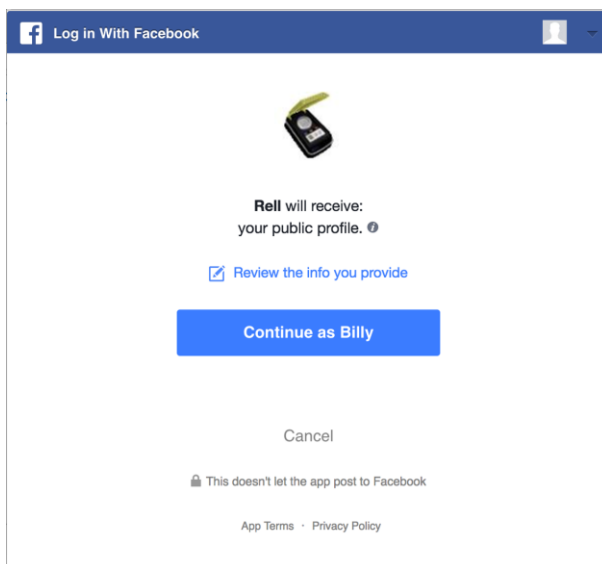 Log in With Facebook
Rell will receive:
your public profile.
Review the info you provide
Continue as Billy
Cancel
This doesn't let the app post to Facebook
App Terms · Privacy Policy